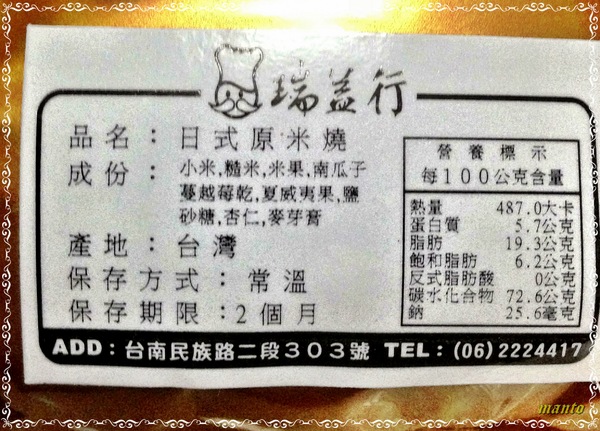 瑞益行
品名：日式原米燒
成份：小米,糙米,米果,南瓜子
蔓越莓乾,夏威夷果,鹽
砂糖,杏仁,麥芽膏
產地：台灣
保存方式：常溫
保存期限：2個月
營養標示
每100公克含量
熱量 487.0大卡
蛋白質 5.7公克
脂肪 19.3公克
飽和脂肪 6.2公克
反式脂肪酸 0公克
碳水化合物 72.6公克
鈉 25.6毫克
ADD：台南民族路二段303號 TEL：(06)2224417
manto